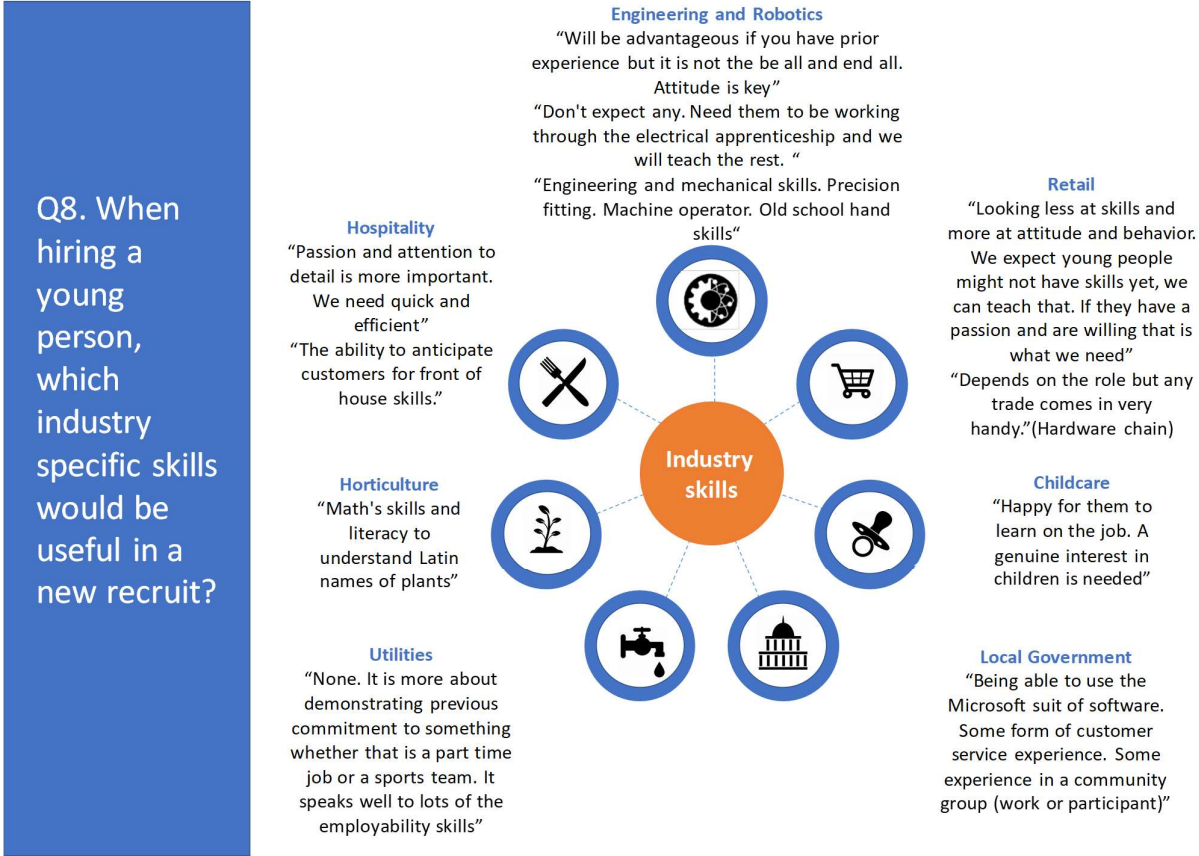 Q8. When
hiring a
young
person,
which
industry
specific skills
would be
useful in a
new recruit?
Engineering and Robotics
“Will be advantageous if you have prior
experience but it is not the be all and end all.
Attitude is key”
“Don't expect any. Need them to be working
through the electrical apprenticeship and we
will teach the rest. “
“Engineering and mechanical skills. Precision
fitting. Machine operator. Old school hand
skills“
Hospitality
“Passion and attention to
detail is more important.
We need quick and
efficient”
“The ability to anticipate
customers for front of
house skills.”
Retail
“Looking less at skills and
more at attitude and behavior.
We expect young people
might not have skills yet, we
can teach that. If they have a
passion and are willing that is
what we need”
“Depends on the role but any
trade comes in very
handy.”(Hardware chain)
Industry
skills
Horticulture
“Math's skills and
literacy to
understand Latin
names of plants”
Childcare
“Happy for them to
learn on the job. A
genuine interest in
children is needed”
Utilities
“None. It is more about
demonstrating previous
commitment to something
whether that is a part time
job or a sports team. It
speaks well to lots of the
employability skills”
Local Government
“Being able to use the
Microsoft suit of software.
Some form of customer
service experience. Some
experience in a community
group (work or participant)”